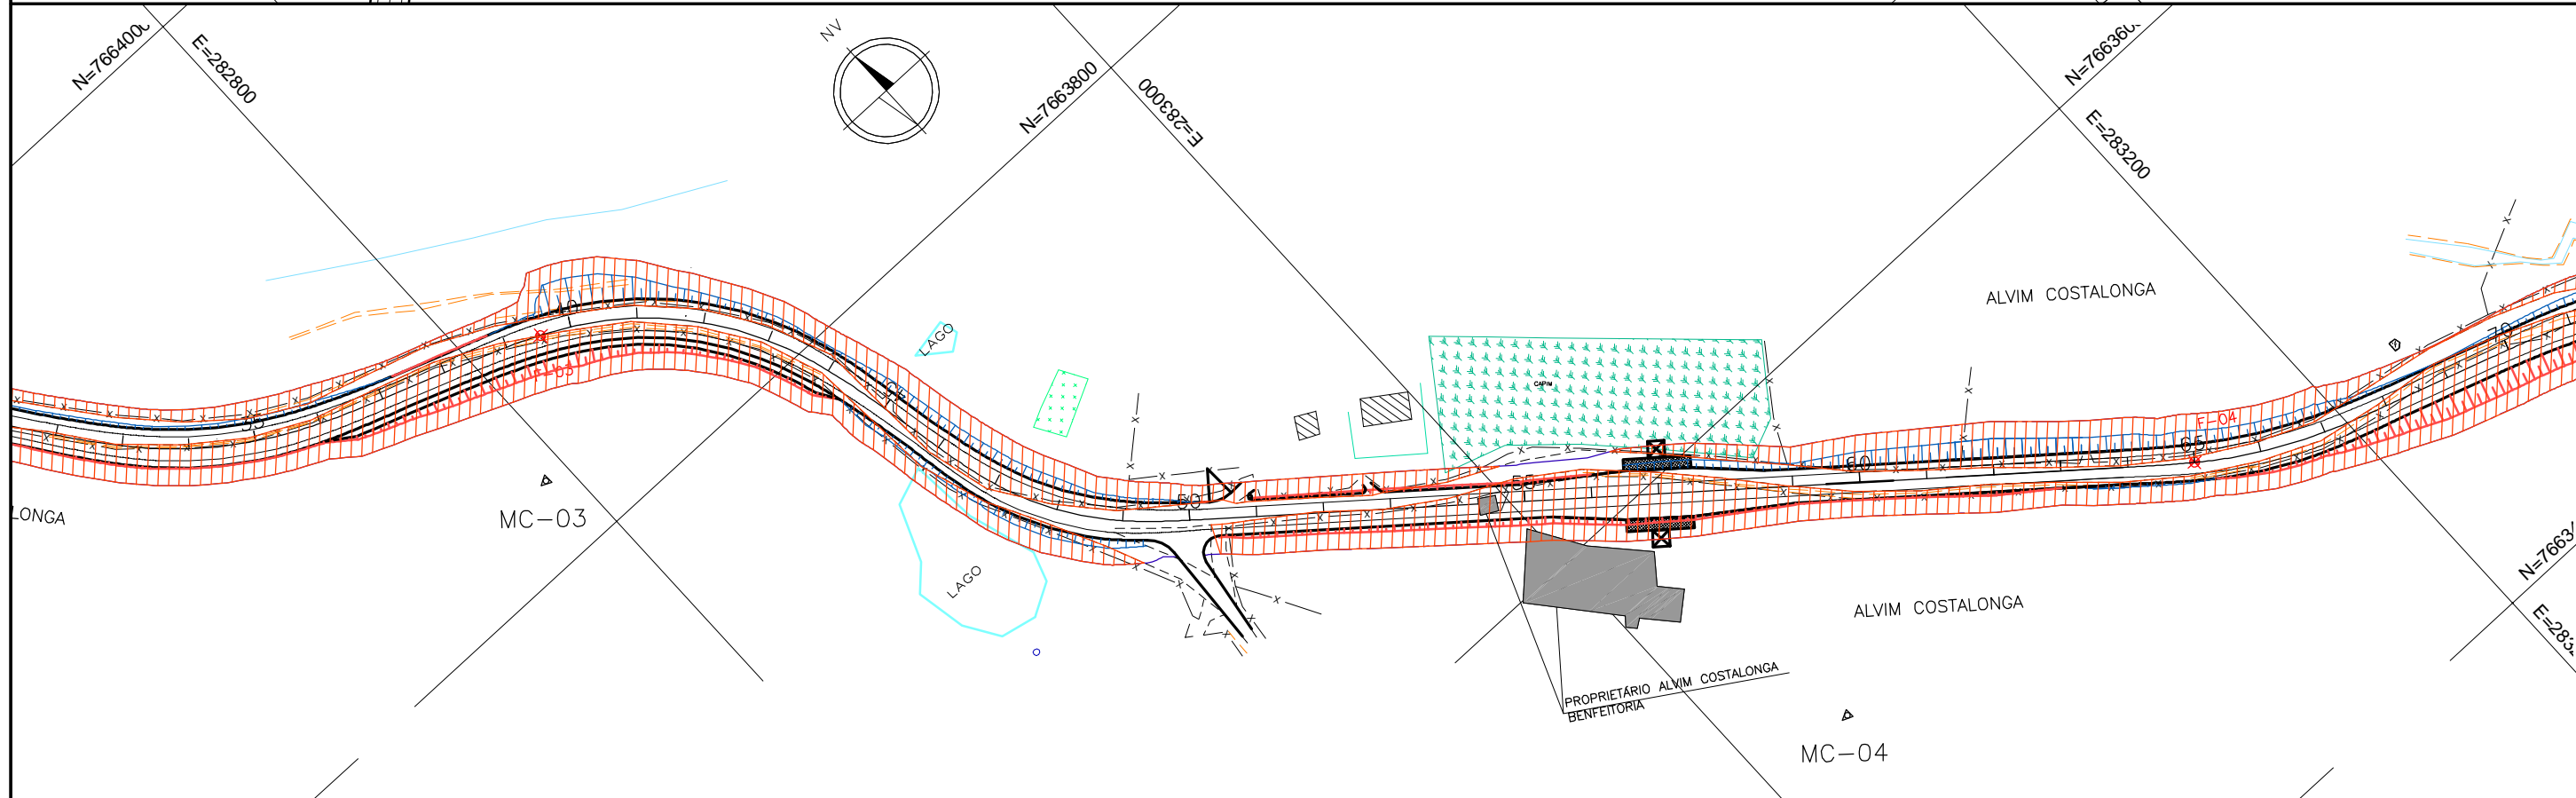 N=7664000
E=282800
NV
N=7663800
E=283000
N=7663600
E=283200
ALVIM COSTALONGA
LAGO
CAPIM
40
F-03
35
45
50
55
60
65
F-04
70
LONGA
MC-03
LAGO
ALVIM COSTALONGA
PROPRIETÁRIO ALVIM COSTALONGA
BENFEITORIA
MC-04